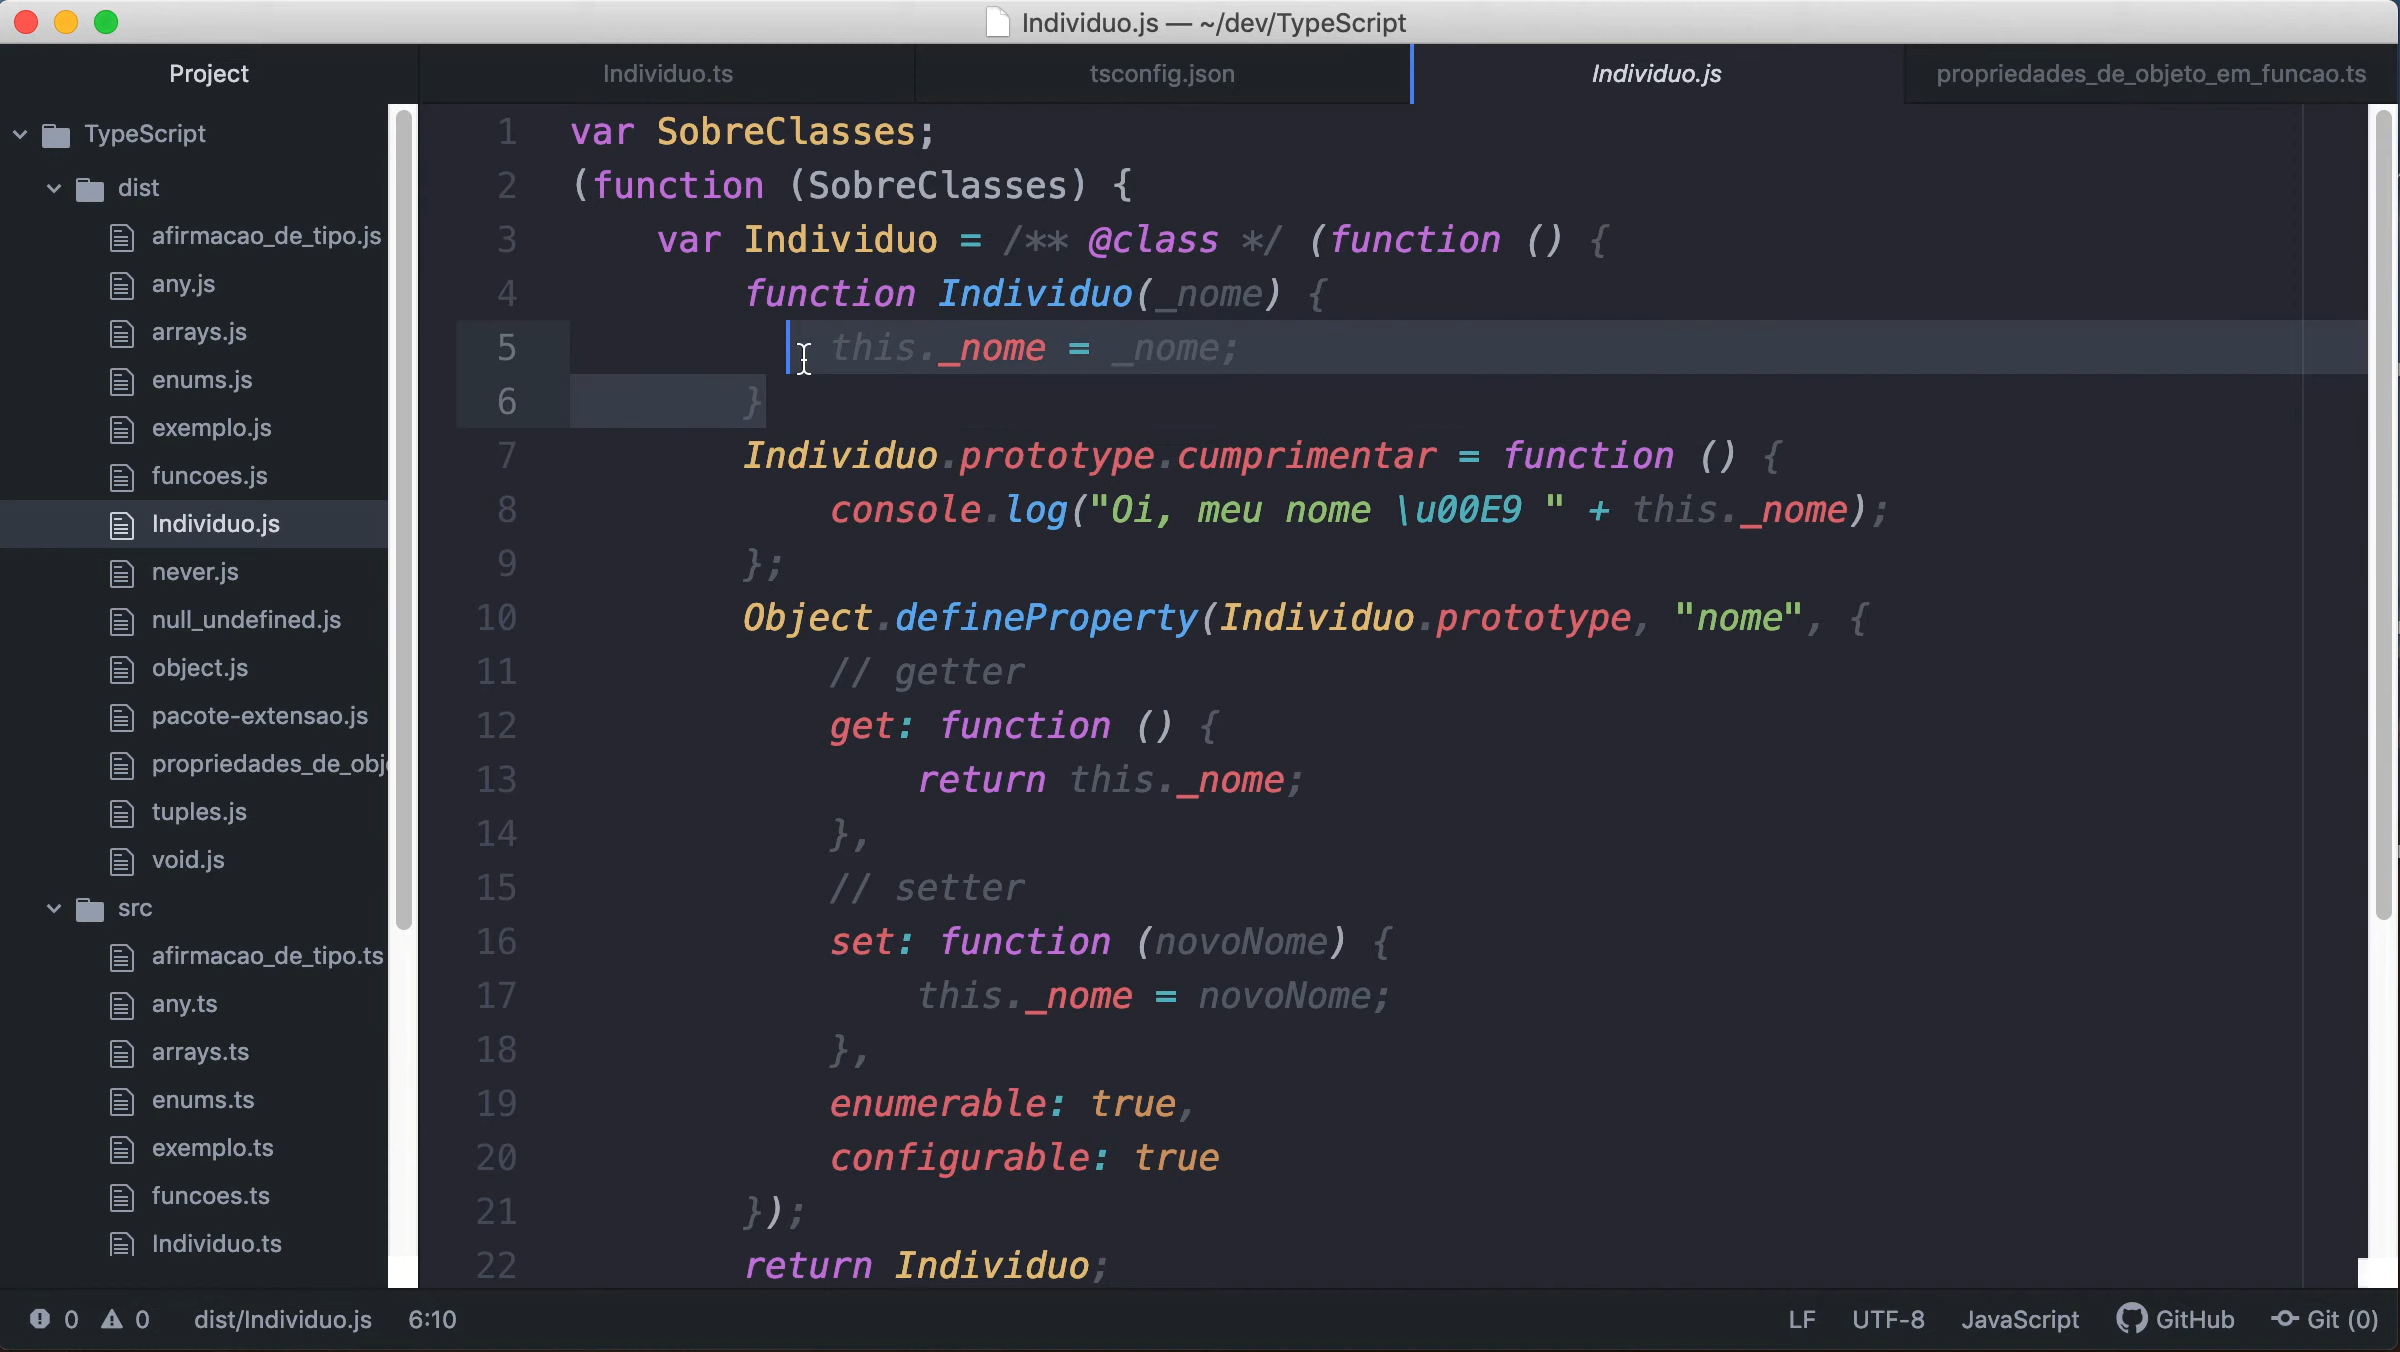 Individuo.js — ~/dev/TypeScript
Project
Individuo.ts
tsconfig.json
Individuo.js
propriedades_de_objeto_em_funcao.ts
TypeScript
dist
afirmacao_de_tipo.js
any.js
arrays.js
enums.js
exemplo.js
funcoes.js
Individuo.js
never.js
null_undefined.js
object.js
pacote-extensao.js
propriedades_de_obj
tuples.js
void.js
src
afirmacao_de_tipo.ts
any.ts
arrays.ts
enums.ts
exemplo.ts
funcoes.ts
Individuo.ts
1 var SobreClasses;
2 (function (SobreClasses) {
3 var Individuo = /** @class */ (function () {
4 function Individuo(_nome) {
5 this._nome = _nome;
6 }
7 Individuo.prototype.cumprimentar = function () {
8 console.log("Oi, meu nome \u00E9 " + this._nome);
9 };
10 Object.defineProperty(Individuo.prototype, "nome", {
11 // getter
12 get: function () {
13 return this._nome;
14 },
15 // setter
16 set: function (novoNome) {
17 this._nome = novoNome;
18 },
19 enumerable: true,
20 configurable: true
21 });
22 return Individuo;
0 0 dist/Individuo.js 6:10
LF UTF-8 JavaScript GitHub Git (0)